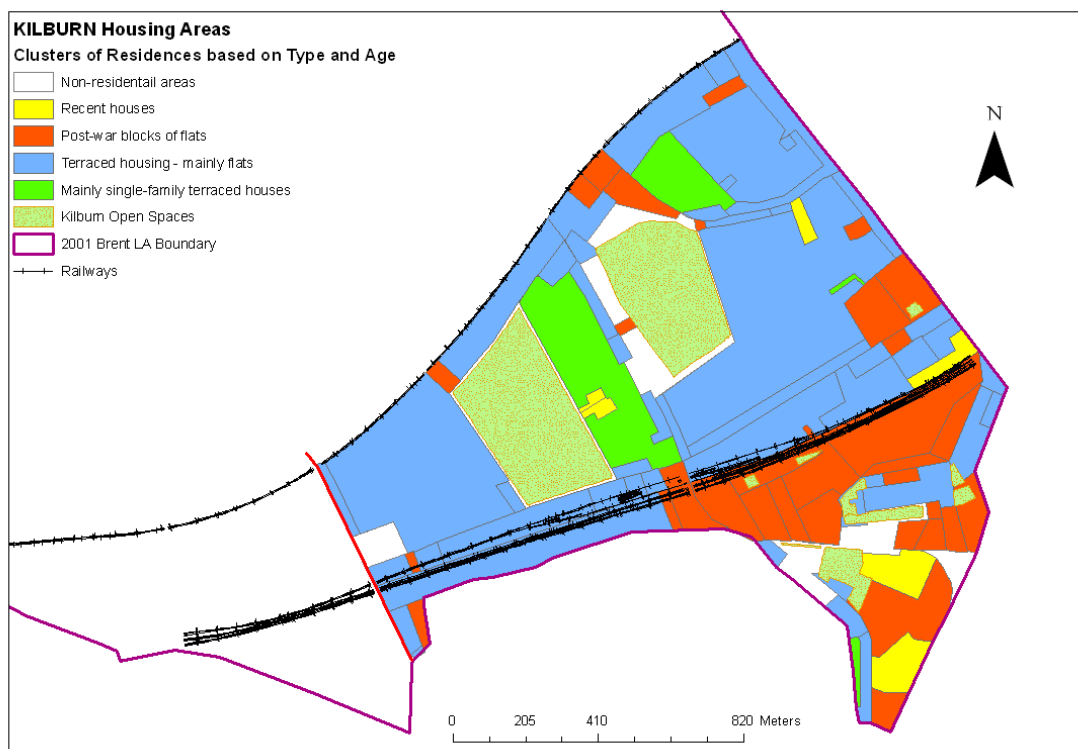 KILBURN Housing Areas
Clusters of Residences based on Type and Age
Non-residentail areas
Recent houses
Post-war blocks of flats
Terraced housing - mainly flats
Mainly single-family terraced houses
Kilburn Open Spaces
2001 Brent LA Boundary
Railways
N
0 205 410 820 Meters